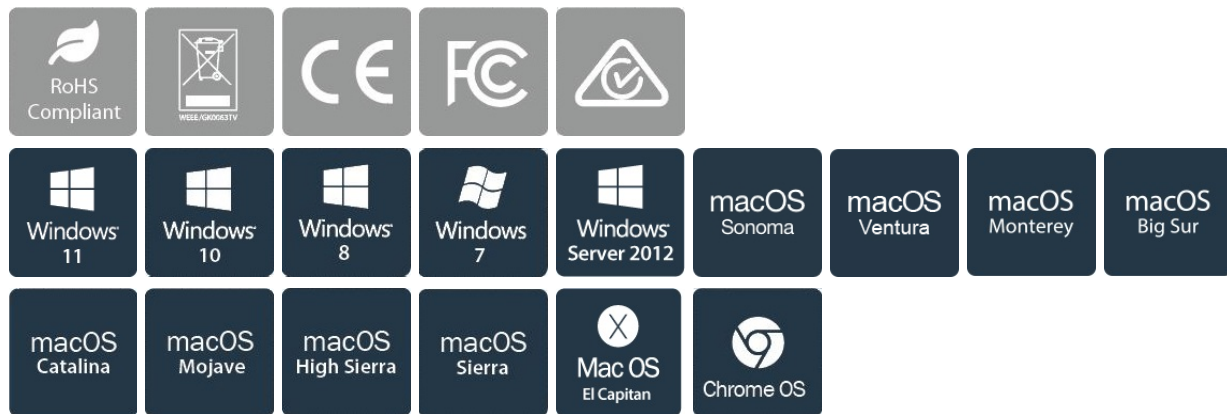 RoHS
Compliant
WEEE/GK0063TV
CE
FC
Windows
11
Windows
10
Windows
8
Windows
7
Windows
Server 2012
macOS
Sonoma
macOS
Ventura
macOS
Monterey
macOS
Big Sur
macOS
Catalina
macOS
Mojave
macOS
High Sierra
macOS
Sierra
X
Mac OS
El Capitan
Chrome OS